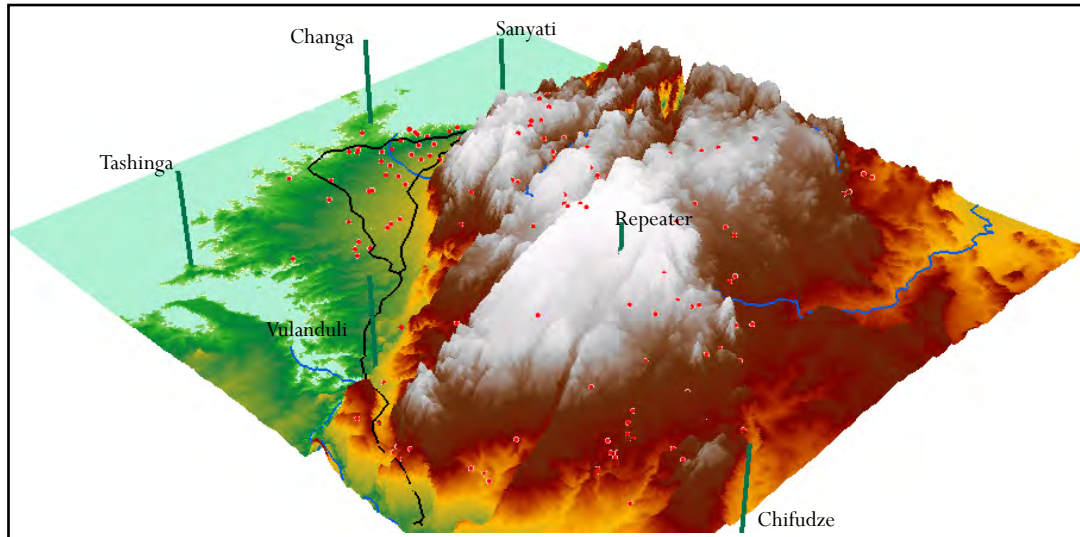 Sanyati
Changa
Tashinga
Repeater
Vulanduli
Chifudze